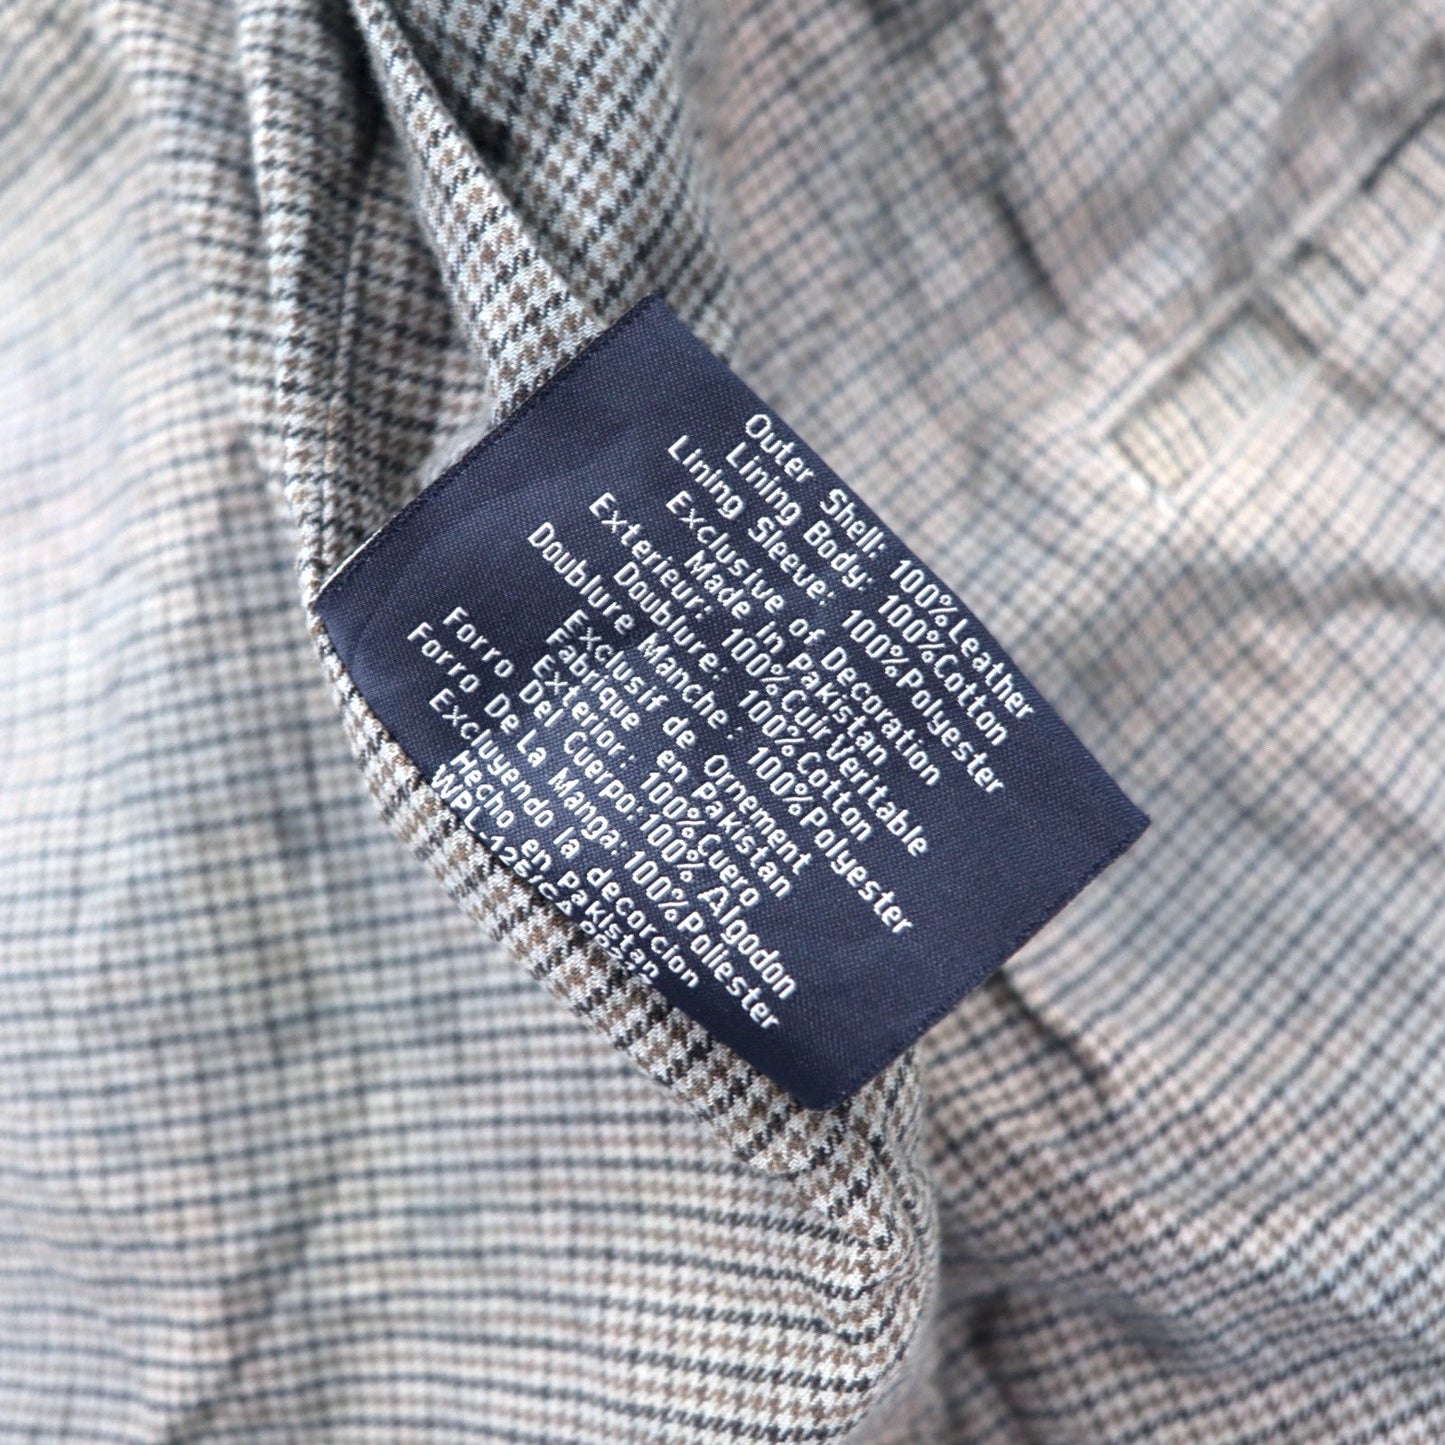 Outer Shell: 100%Leather
Lining Body: 100%Cotton
Lining Sleeve: 100%Polyester
Exclusive of Decoration
Made in Pakistan
Exterieur: 100%Cuir Veritable
Doublure: 100%Cotton
Doublure Manche: 100%Polyester
Exclusif de Ornement
Fabrique en Pakistan
Exterior: 100%Cuero
Forro Del Cuerpo:100% Algodon
Forro De La Manga:100%Poliester
Excluyendo la decorcion
Hecho en Pakistan